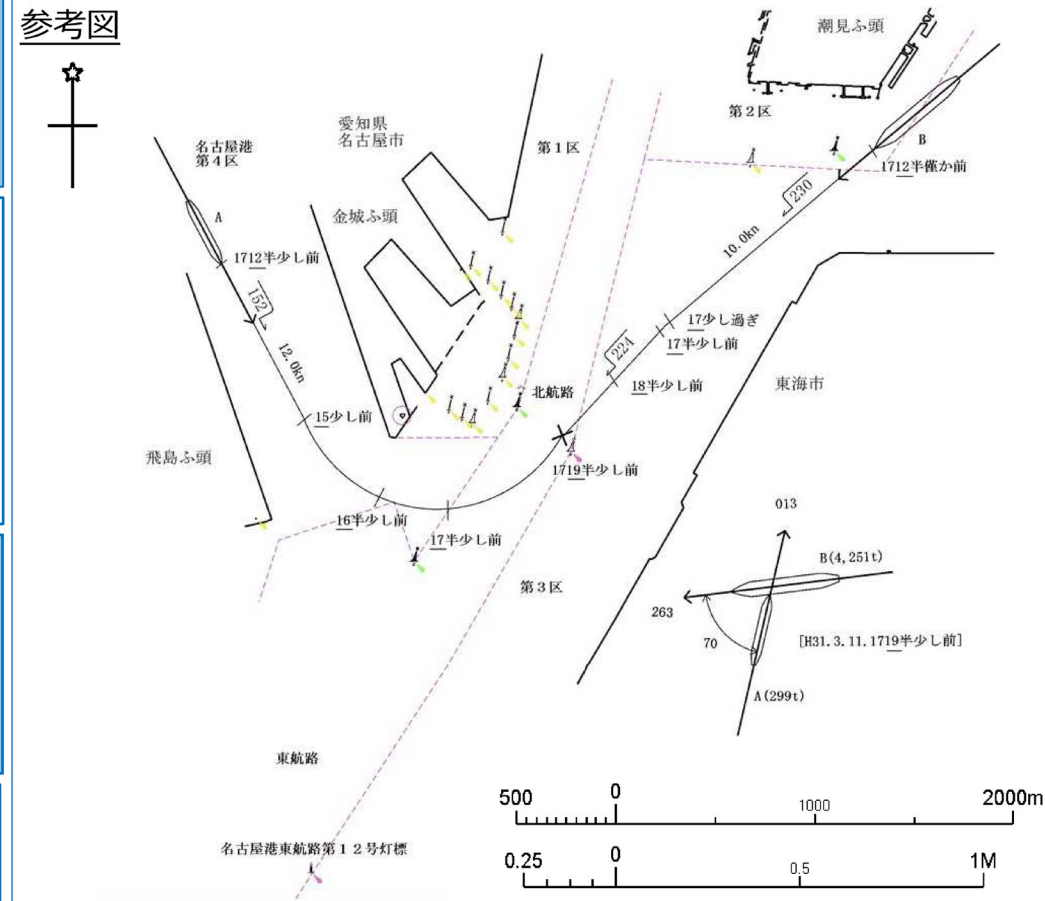 参考図
潮見ふ頭
第２区
愛知県
名古屋市
名古屋港
第４区
第１区
B
1712半僅か前
金城ふ頭
A
230
1712半少し前
10.0kn
152
17少し過ぎ
17半少し前
12.0kn
224
18半少し前
東海市
北航路
15少し前
飛島ふ頭
1719半少し前
16半少し前
17半少し前
013
第３区
B(4,251t)
263
70
[H31.3.11.1719半少し前]
A(299t)
東航路
500 0 1000 2000m
名古屋港東航路第１２号灯標
0.25 0 0.5 1M